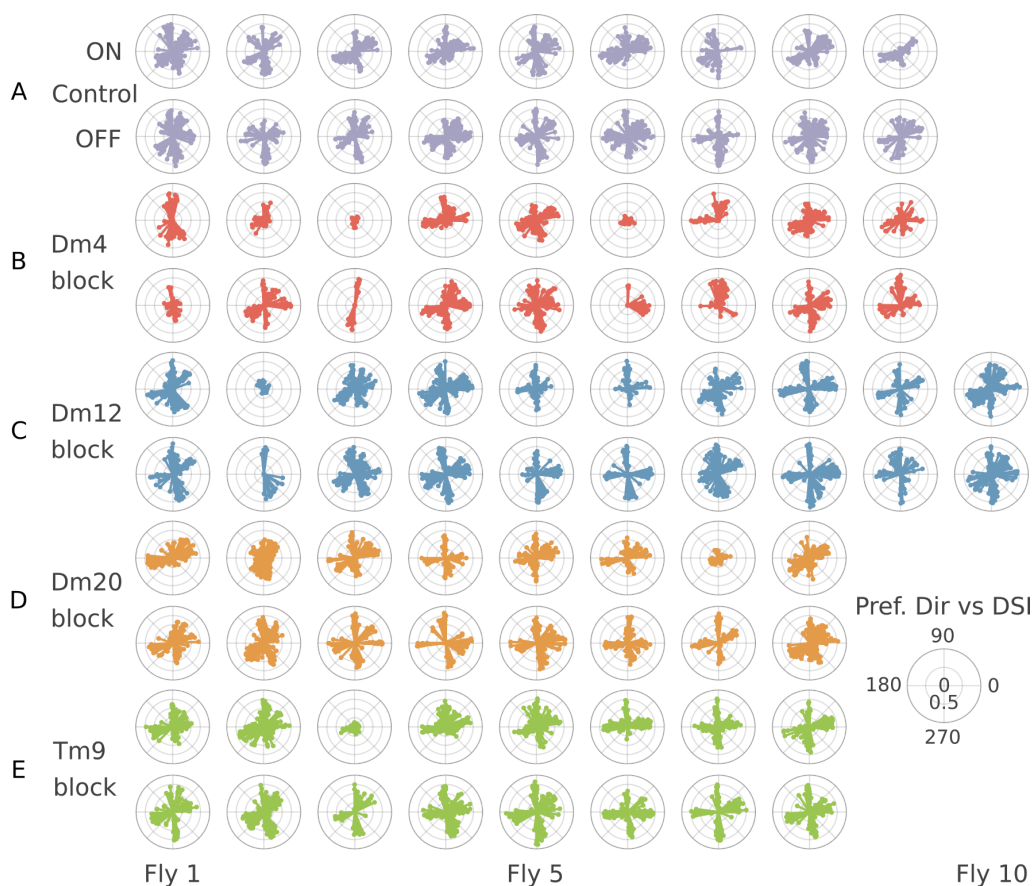 ON
A
Control
OFF
Dm4
B
block
Dm12
C
block
Dm20
D
block
Pref. Dir vs DSI
90
180
0
0
0.5
270
Tm9
E
block
Fly 1
Fly 5
Fly 10